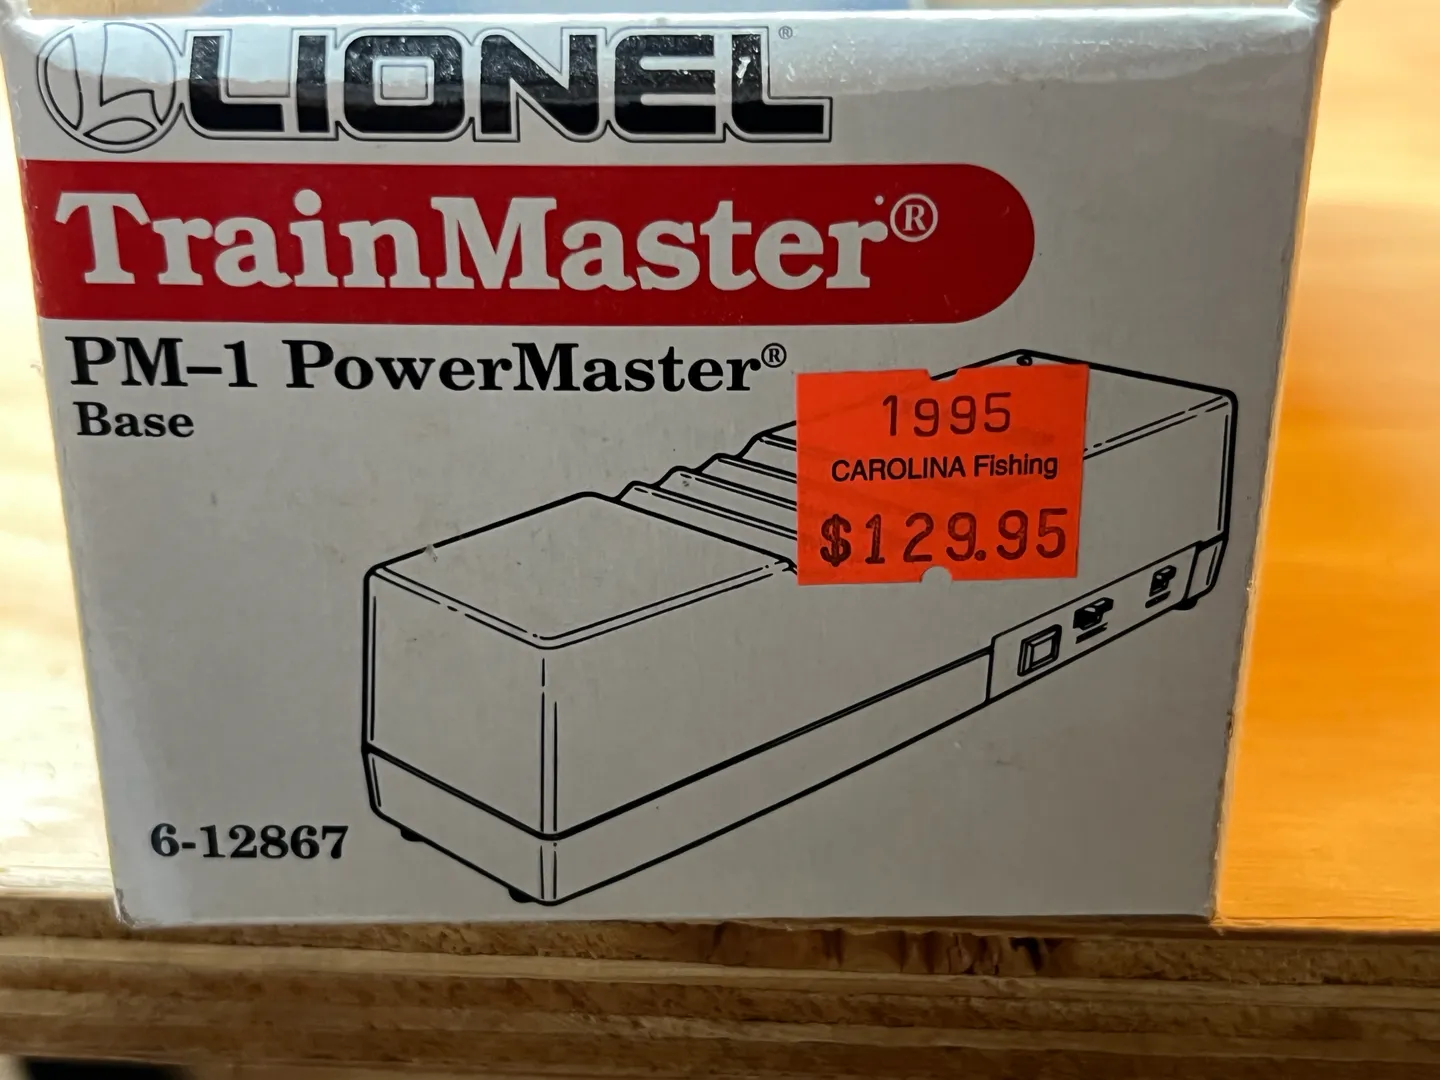 LIONEL®
TrainMaster®
PM–1 PowerMaster®
Base
1995
CAROLINA Fishing
$129.95
6-12867